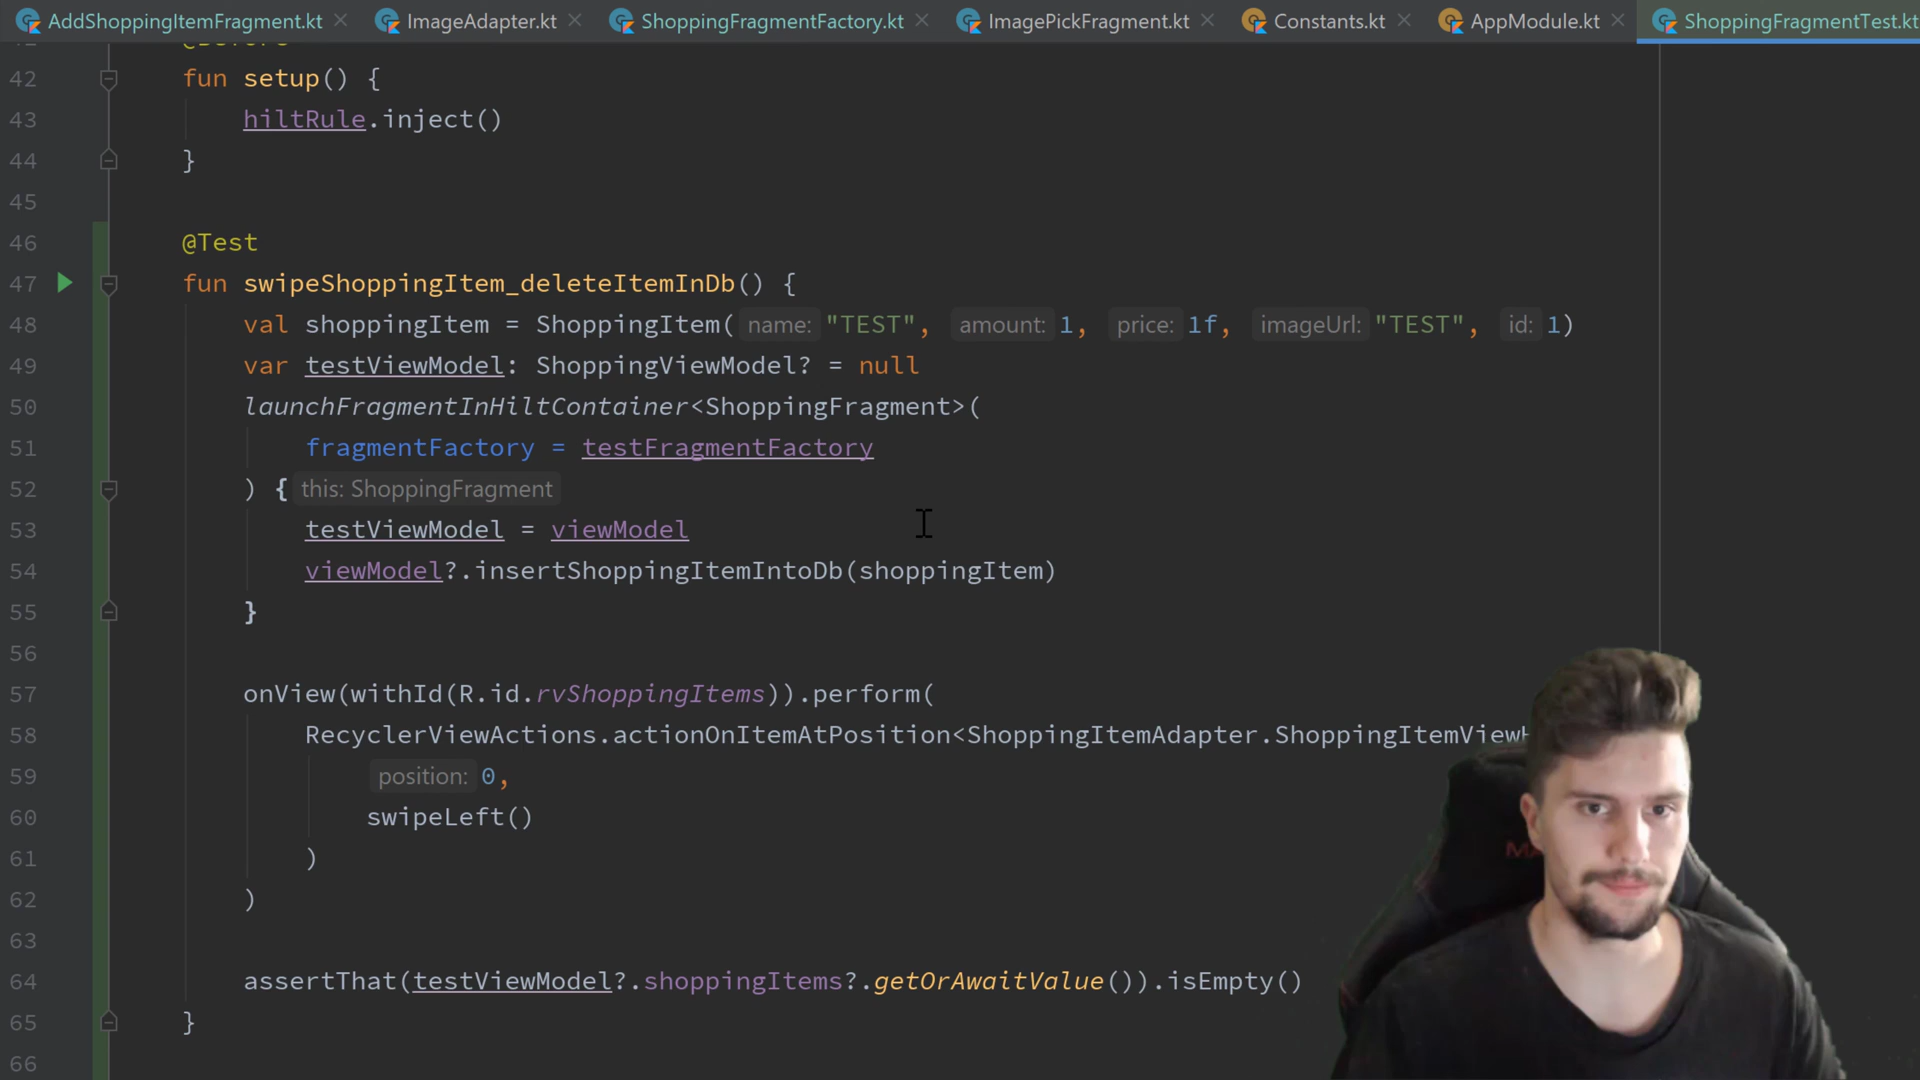 AddShoppingItemFragment.kt ImageAdapter.kt ShoppingFragmentFactory.kt ImagePickFragment.kt Constants.kt AppModule.kt ShoppingFragmentTest.kt
42 fun setup() {
43 hiltRule.inject()
44 }
45
46 @Test
47 fun swipeShoppingItem_deleteItemInDb() {
48 val shoppingItem = ShoppingItem( name: "TEST", amount: 1, price: 1f, imageUrl: "TEST", id: 1)
49 var testViewModel: ShoppingViewModel? = null
50 launchFragmentInHiltContainer<ShoppingFragment>(
51 fragmentFactory = testFragmentFactory
52 ) { this: ShoppingFragment
53 testViewModel = viewModel
54 viewModel?.insertShoppingItemIntoDb(shoppingItem)
55 }
56
57 onView(withId(R.id.rvShoppingItems)).perform(
58 RecyclerViewActions.actionOnItemAtPosition<ShoppingItemAdapter.ShoppingItemView
59 position: 0,
60 swipeLeft()
61 )
62 )
63
64 assertThat(testViewModel?.shoppingItems?.getOrAwaitValue()).isEmpty()
65 }
66